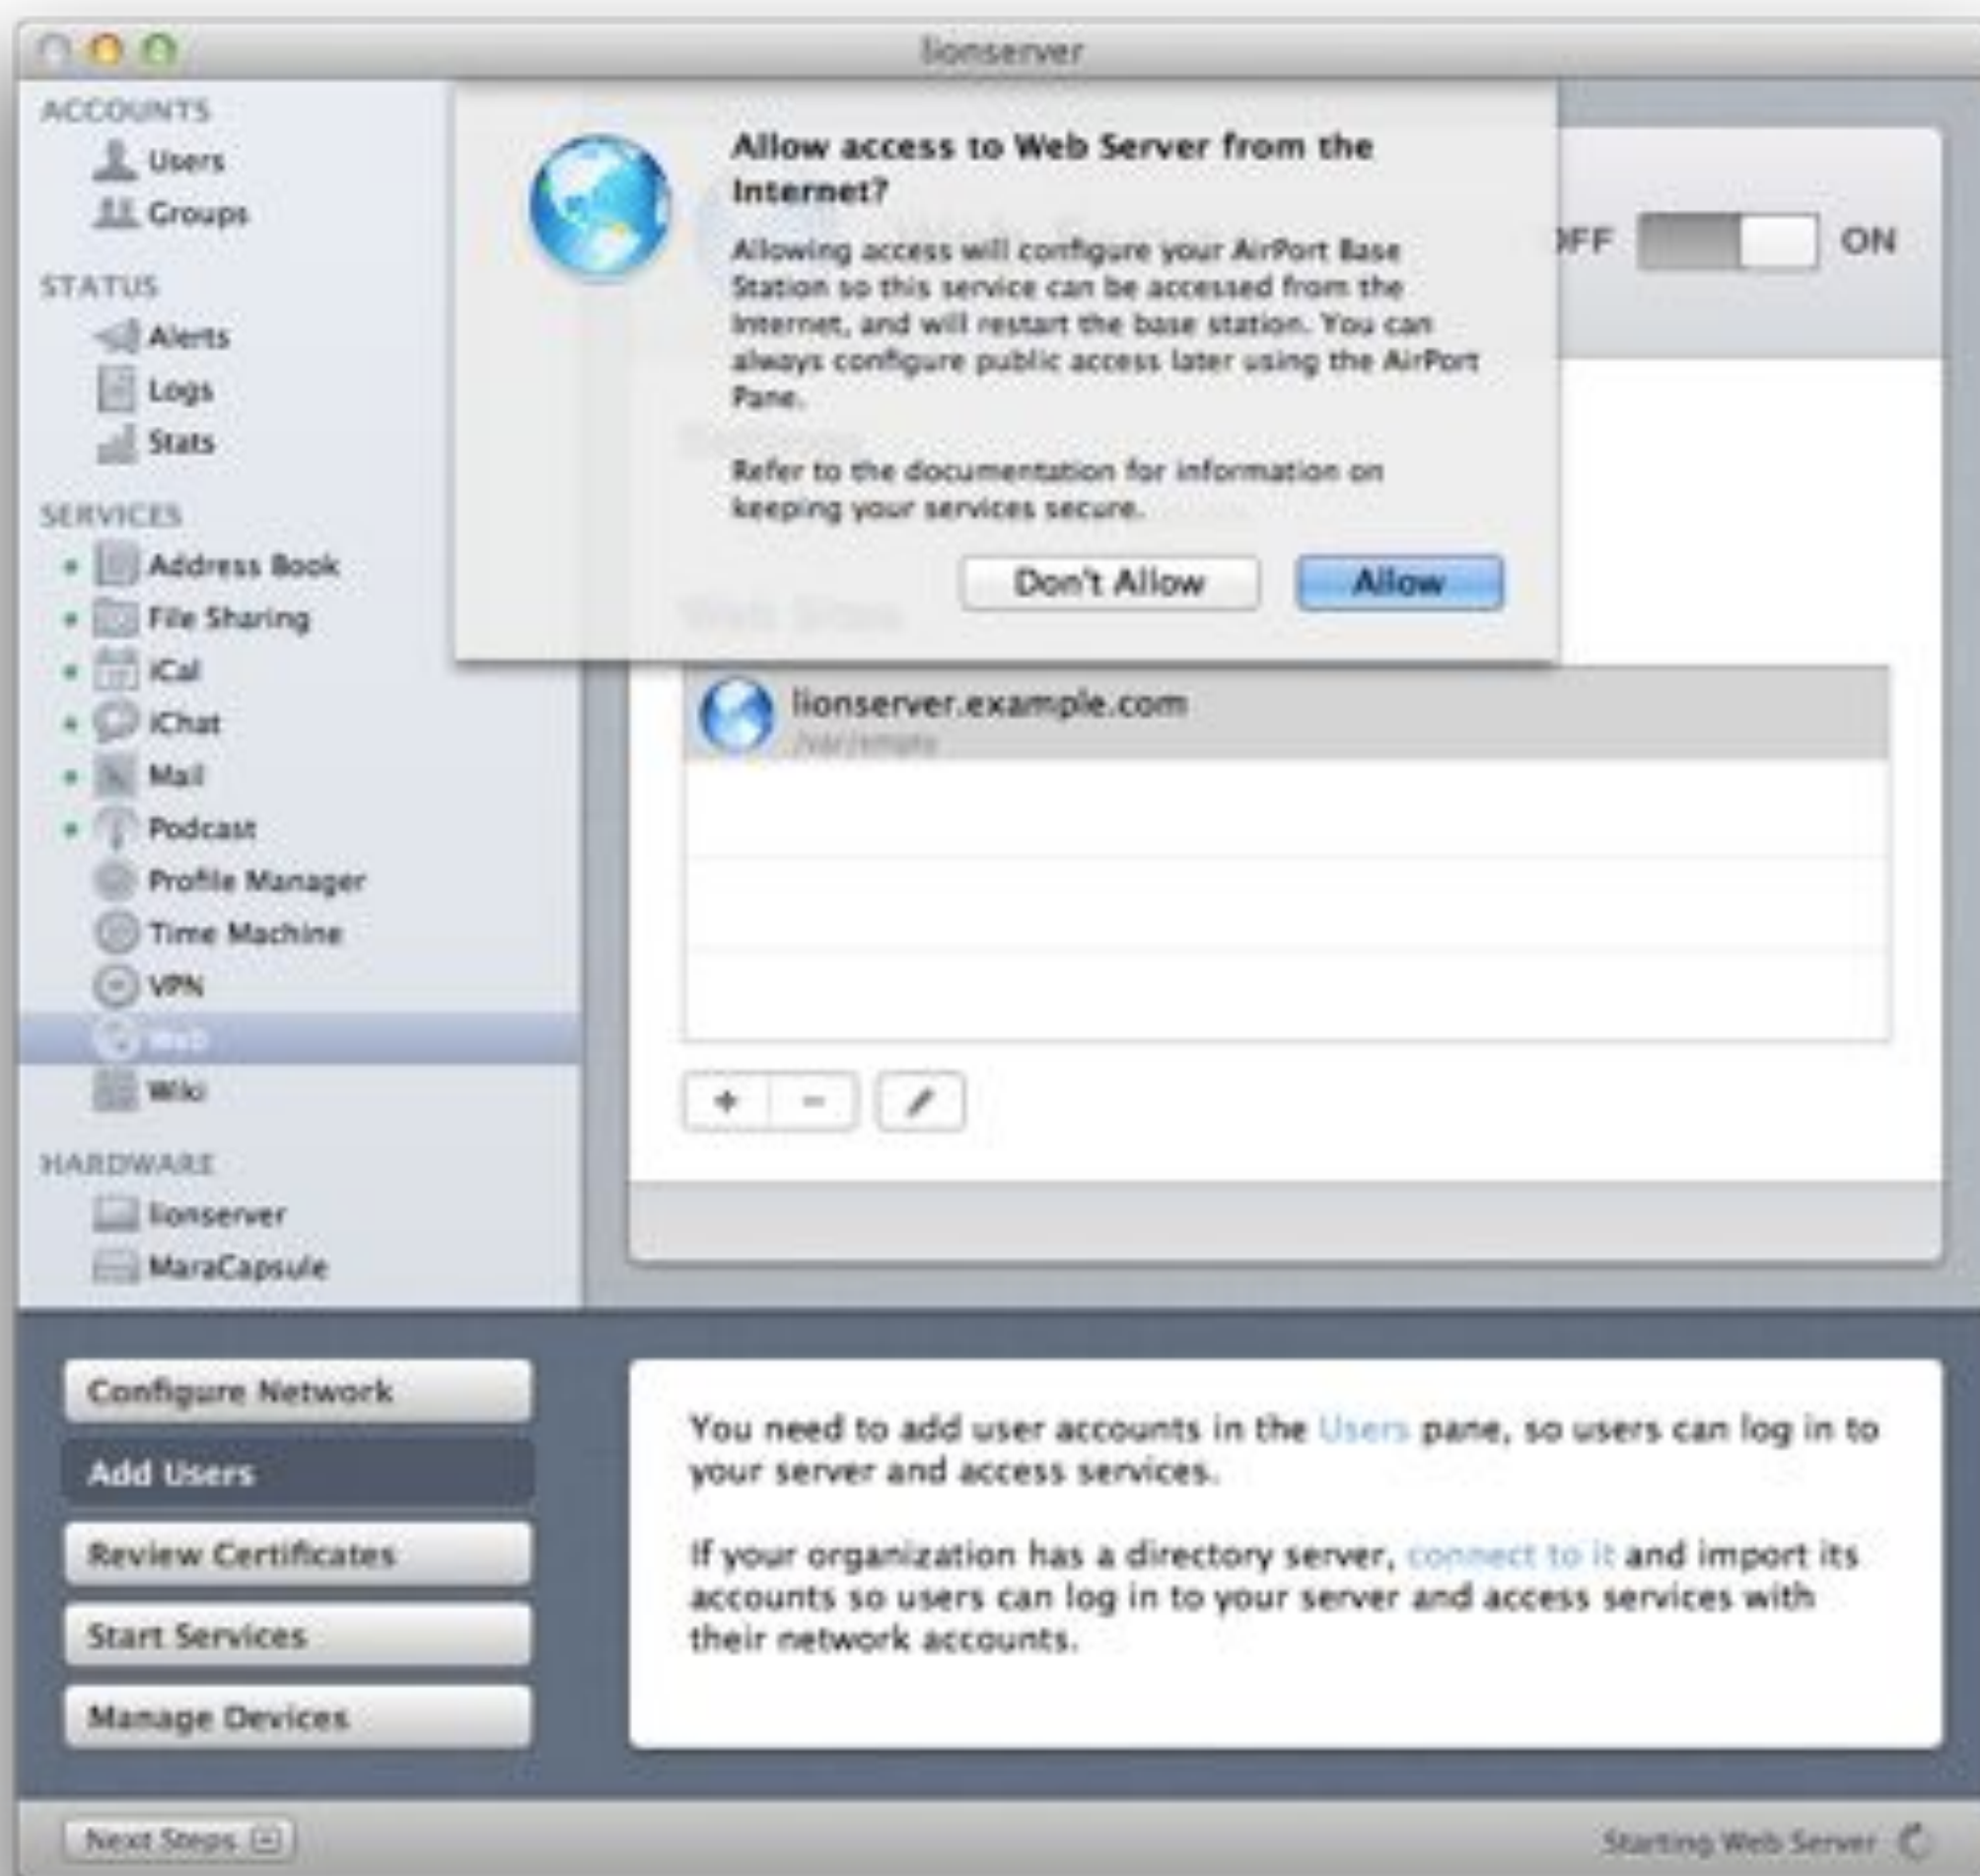 lionserver
ACCOUNTS
Users
Groups
STATUS
Alerts
Logs
Stats
SERVICES
Address Book
File Sharing
iCal
iChat
Mail
Podcast
Profile Manager
Time Machine
VPN
Web
Wiki
HARDWARE
lionserver
MaraCapsule
Allow access to Web Server from the
Internet?
Allowing access will configure your AirPort Base
Station so this service can be accessed from the
Internet, and will restart the base station. You can
always configure public access later using the AirPort
Pane.
Refer to the documentation for information on
keeping your services secure.
Don't Allow
Allow
ON
Web Sites
lionserver.example.com
/var/empty
Configure Network
Add Users
Review Certificates
Start Services
Manage Devices
You need to add user accounts in the Users pane, so users can log in to
your server and access services.
If your organization has a directory server, connect to it and import its
accounts so users can log in to your server and access services with
their network accounts.
Next Steps
Starting Web Server